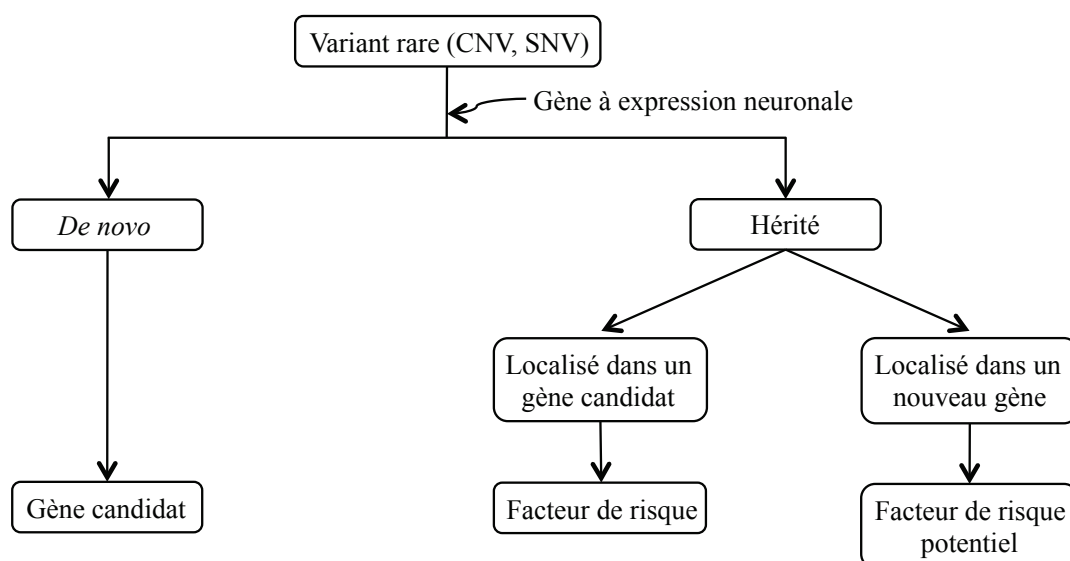 Variant rare (CNV, SNV)
Gène à expression neuronale
De novo
Hérité
Localisé dans un
gène candidat
Localisé dans un
nouveau gène
Gène candidat
Facteur de risque
Facteur de risque
potentiel